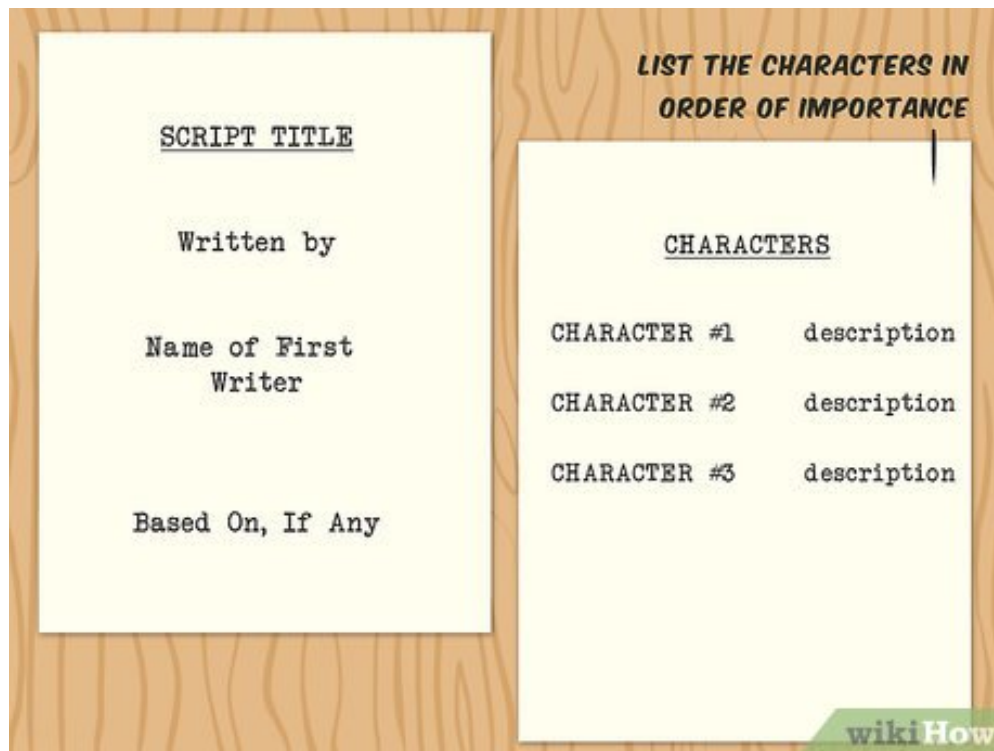 SCRIPT TITLE
Written by
Name of First
Writer
Based On, If Any
LIST THE CHARACTERS IN
ORDER OF IMPORTANCE
CHARACTERS
CHARACTER #1 description
CHARACTER #2 description
CHARACTER #3 description
wikiHow